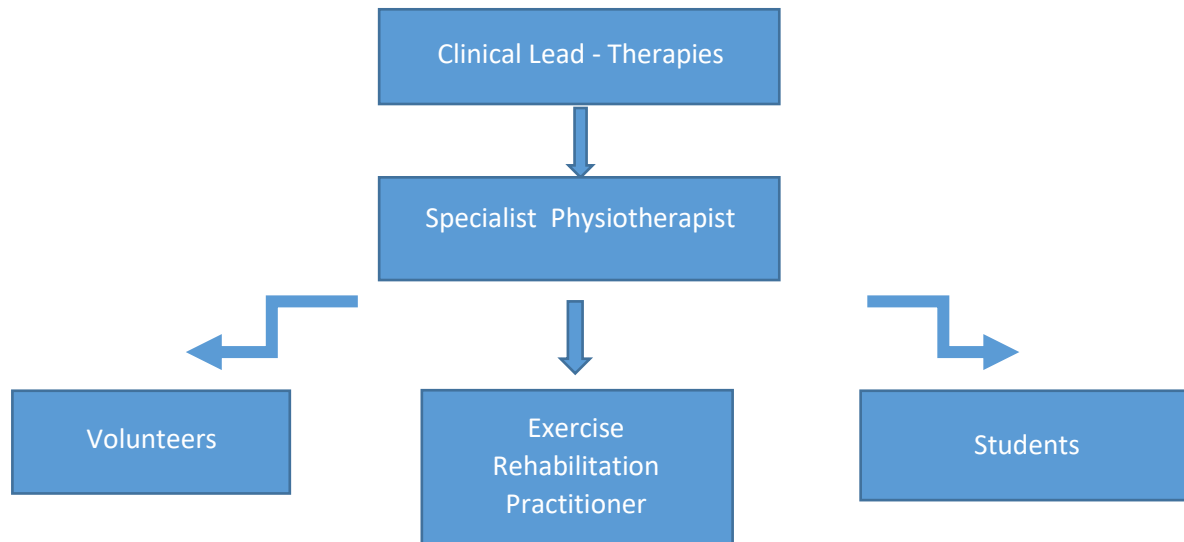 Clinical Lead - Therapies
Specialist  Physiotherapist
Volunteers
Exercise
Rehabilitation
Practitioner
Students